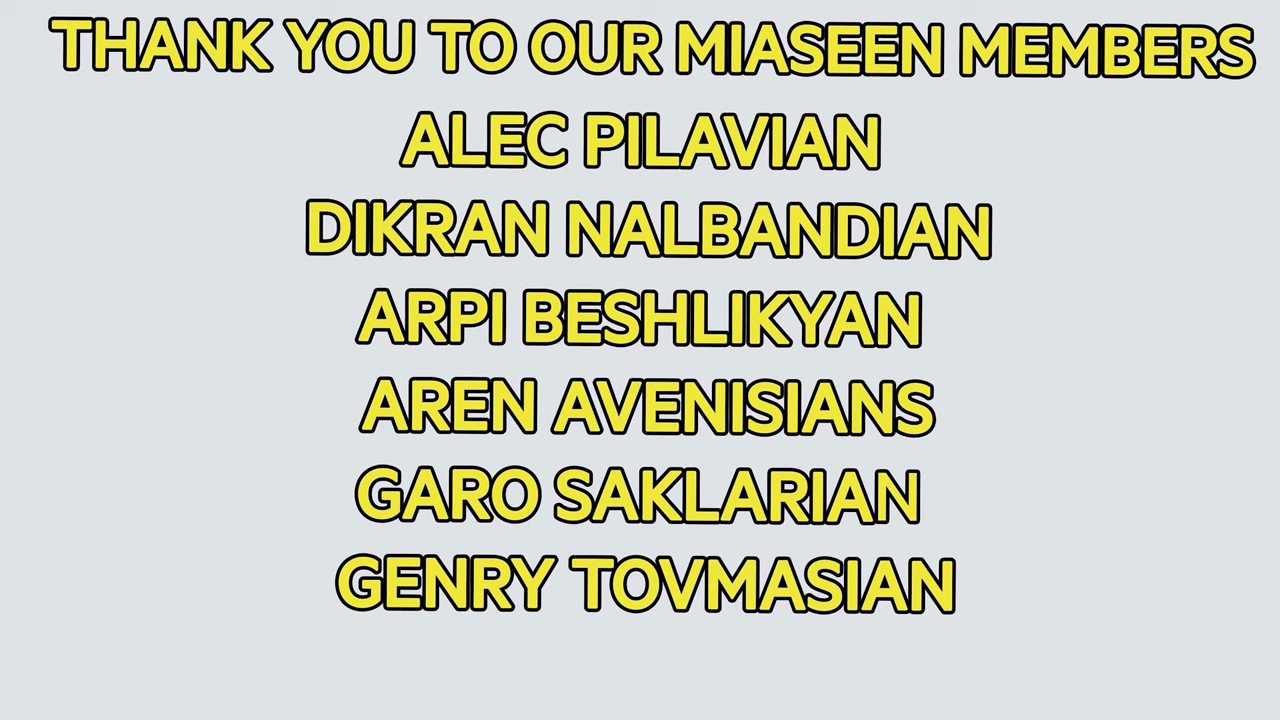 THANK YOU TO OUR MIASEEN MEMBERS
ALEC PILAVIAN
DIKRAN NALBANDIAN
ARPI BESHLIKYAN
AREN AVENISIANS
GARO SAKLARIAN
GENRY TOVMASIAN